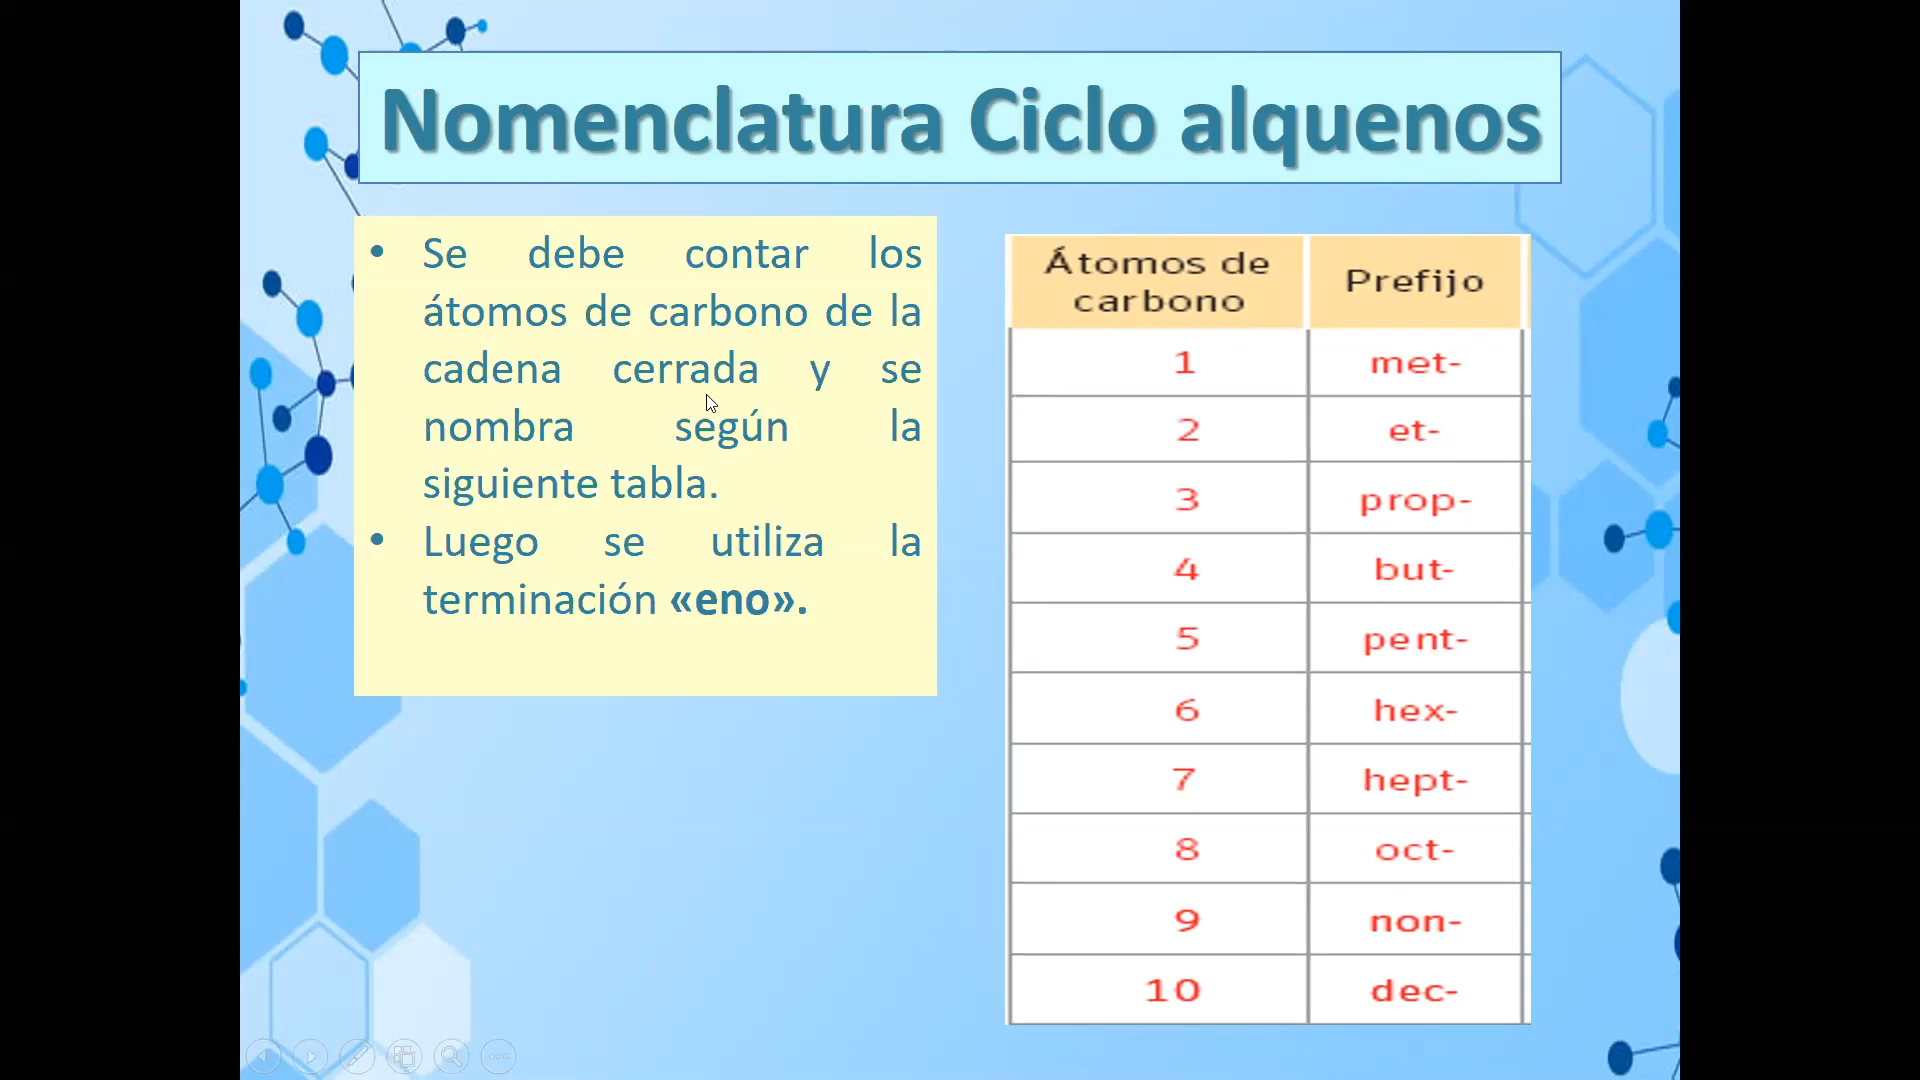 Nomenclatura Ciclo alquenos
• Se debe contar los
átomos de carbono de la
cadena cerrada y se
nombra según la
siguiente tabla.
• Luego se utiliza la
terminación «eno».
Átomos de carbono Prefijo
1 met-
2 et-
3 prop-
4 but-
5 pent-
6 hex-
7 hept-
8 oct-
9 non-
10 dec-